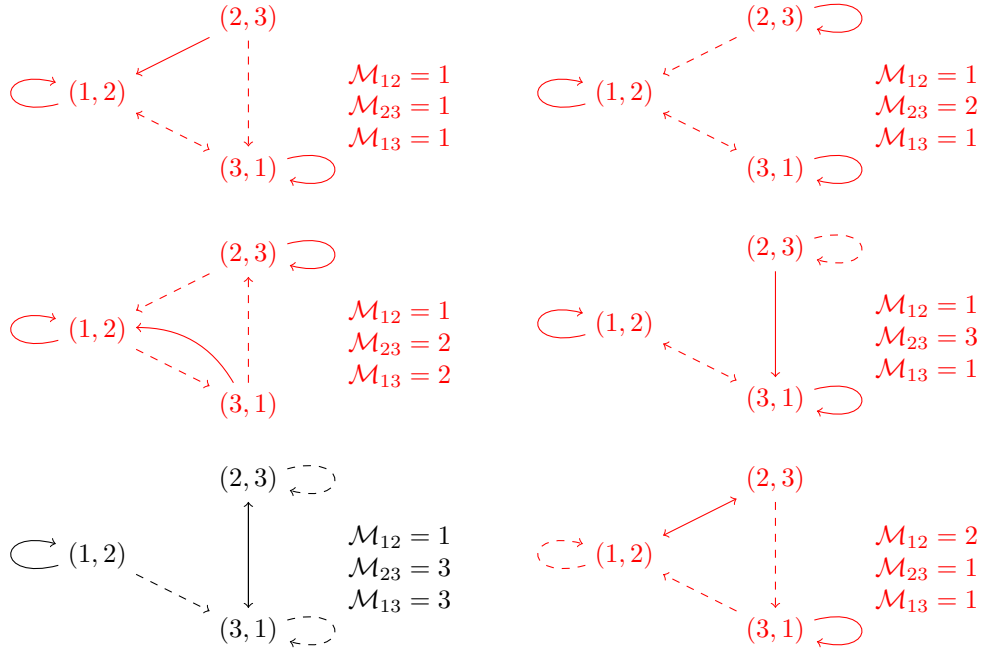 (2, 3)
(1, 2)
(3, 1)
M₁₂ = 1
M₂₃ = 1
M₁₃ = 1
(2, 3)
(1, 2)
(3, 1)
M₁₂ = 1
M₂₃ = 2
M₁₃ = 1
(2, 3)
(1, 2)
(3, 1)
M₁₂ = 1
M₂₃ = 2
M₁₃ = 2
(2, 3)
(1, 2)
(3, 1)
M₁₂ = 1
M₂₃ = 3
M₁₃ = 1
(2, 3)
(1, 2)
(3, 1)
M₁₂ = 1
M₂₃ = 3
M₁₃ = 3
(2, 3)
(1, 2)
(3, 1)
M₁₂ = 2
M₂₃ = 1
M₁₃ = 1